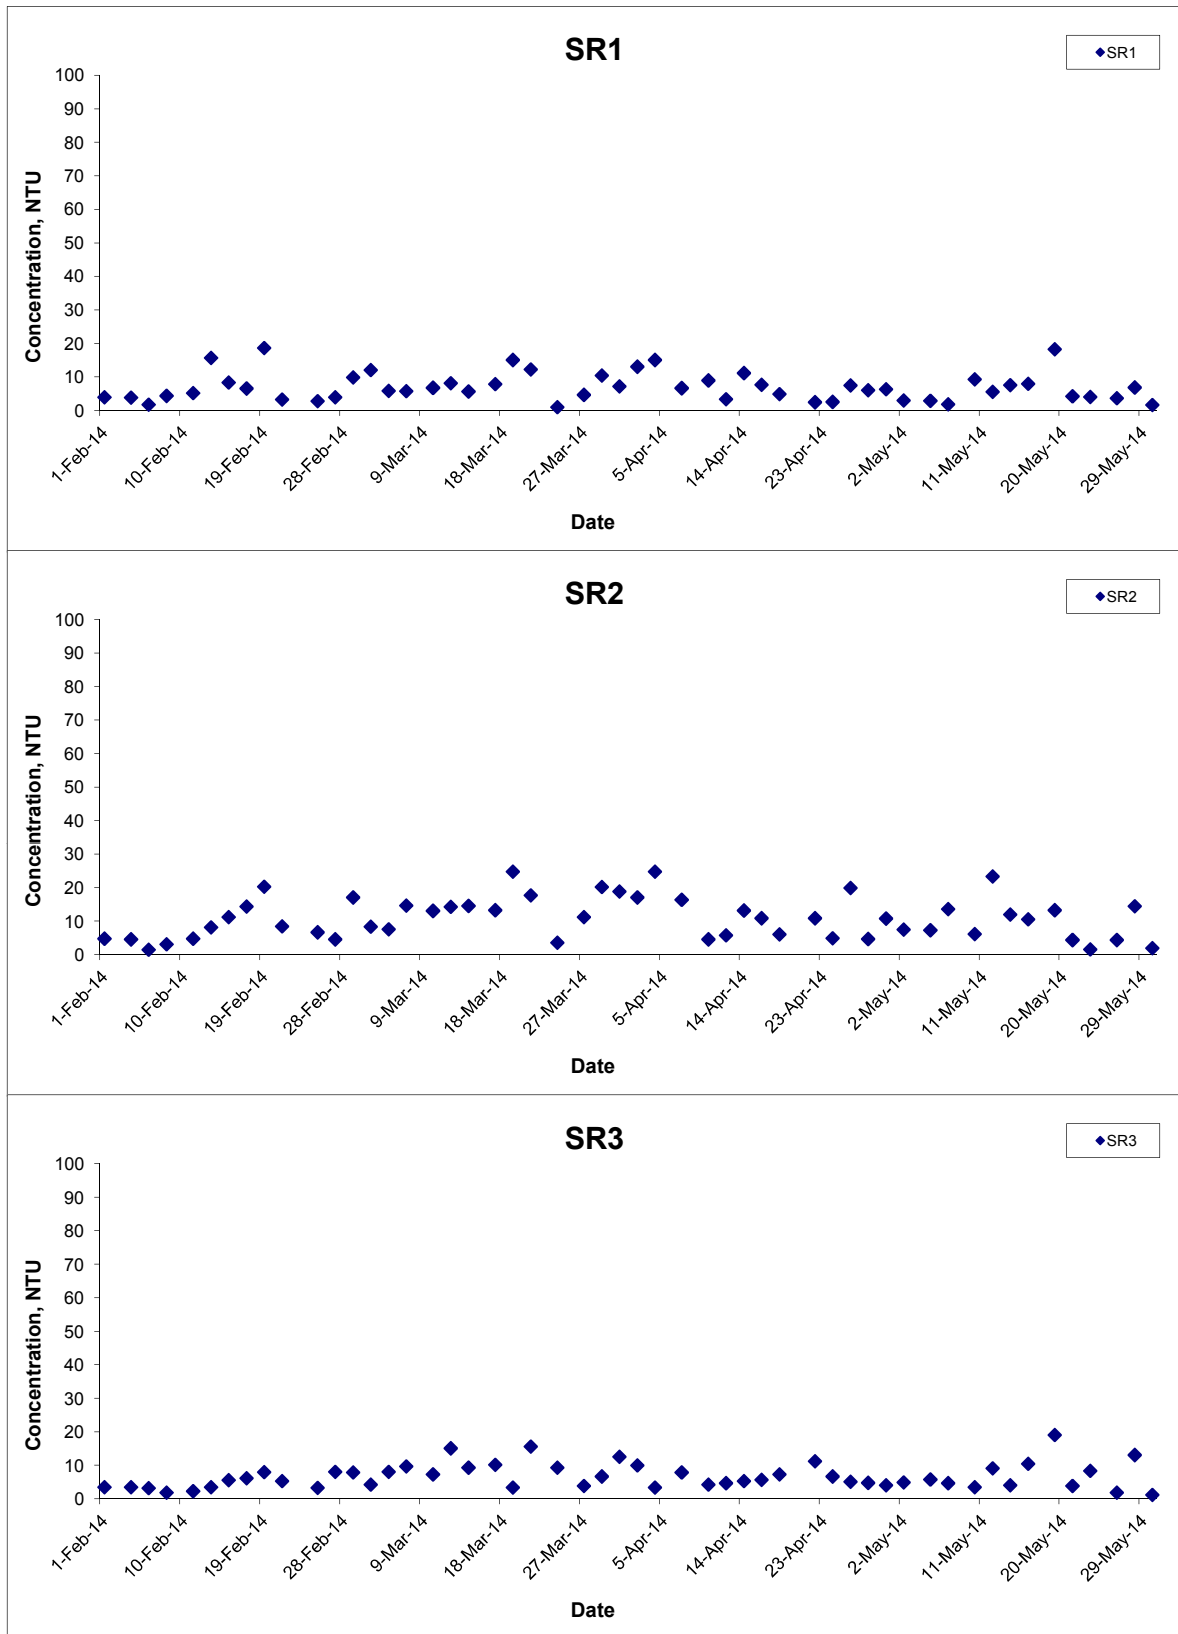 SR1
SR1
100
90
80
70
60
50
40
30
20
10
0
Concentration, NTU
1-Feb-14
10-Feb-14
19-Feb-14
28-Feb-14
9-Mar-14
18-Mar-14
27-Mar-14
5-Apr-14
14-Apr-14
23-Apr-14
2-May-14
11-May-14
20-May-14
29-May-14
Date
SR2
SR2
100
90
80
70
60
50
40
30
20
10
0
Concentration, NTU
1-Feb-14
10-Feb-14
19-Feb-14
28-Feb-14
9-Mar-14
18-Mar-14
27-Mar-14
5-Apr-14
14-Apr-14
23-Apr-14
2-May-14
11-May-14
20-May-14
29-May-14
Date
SR3
SR3
100
90
80
70
60
50
40
30
20
10
0
Concentration, NTU
1-Feb-14
10-Feb-14
19-Feb-14
28-Feb-14
9-Mar-14
18-Mar-14
27-Mar-14
5-Apr-14
14-Apr-14
23-Apr-14
2-May-14
11-May-14
20-May-14
29-May-14
Date